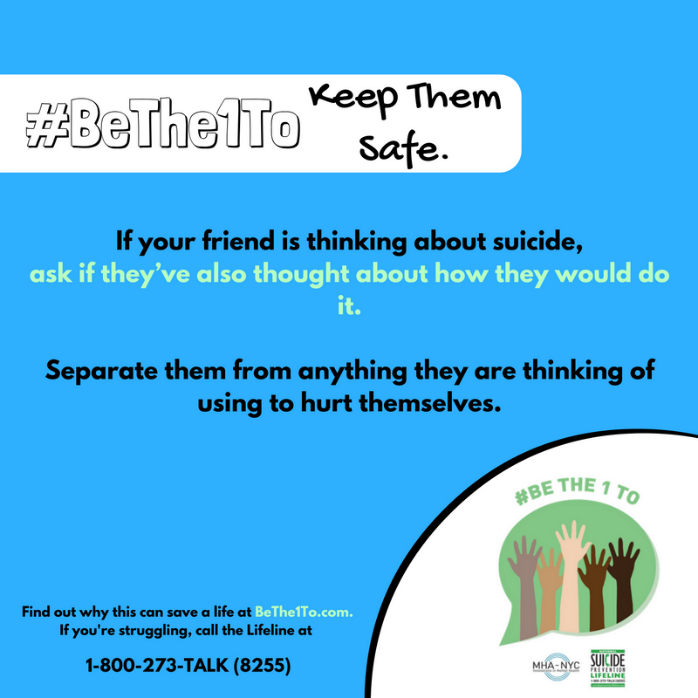 #BeThe1To
Keep Them
Safe.
If your friend is thinking about suicide,
ask if they've also thought about how they would do
it.
Separate them from anything they are thinking of
using to hurt themselves.
#BE THE 1 TO
Find out why this can save a life at BeThe1To.com.
If you're struggling, call the Lifeline at
1-800-273-TALK (8255)
MHA-NYC
NATIONAL
SUICIDE
PREVENTION
LIFELINE